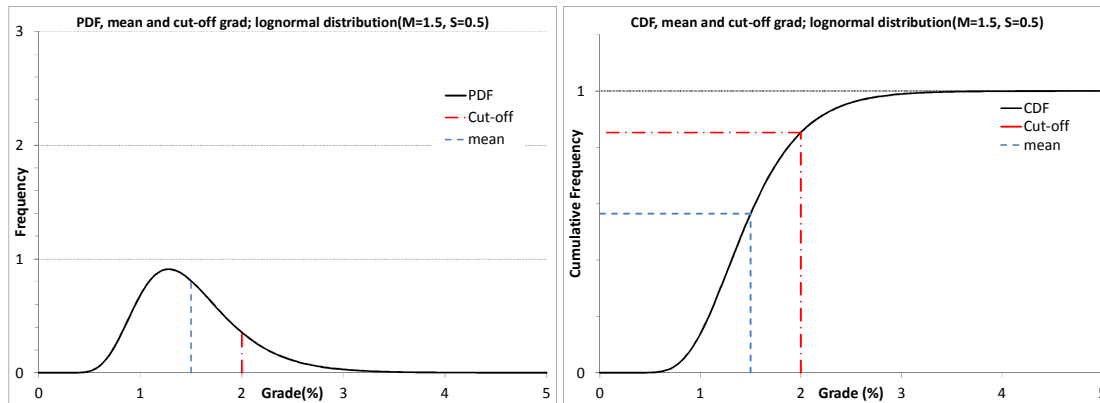 PDF, mean and cut-off grad; lognormal distribution(M=1.5, S=0.5)
3
2
1
0
Frequency
PDF
Cut-off
mean
0 1 2 3 4 5
Grade(%)
CDF, mean and cut-off grad; lognormal distribution(M=1.5, S=0.5)
1
0
Cumulative Frequency
CDF
Cut-off
mean
0 1 2 3 4 5
Grade (%)